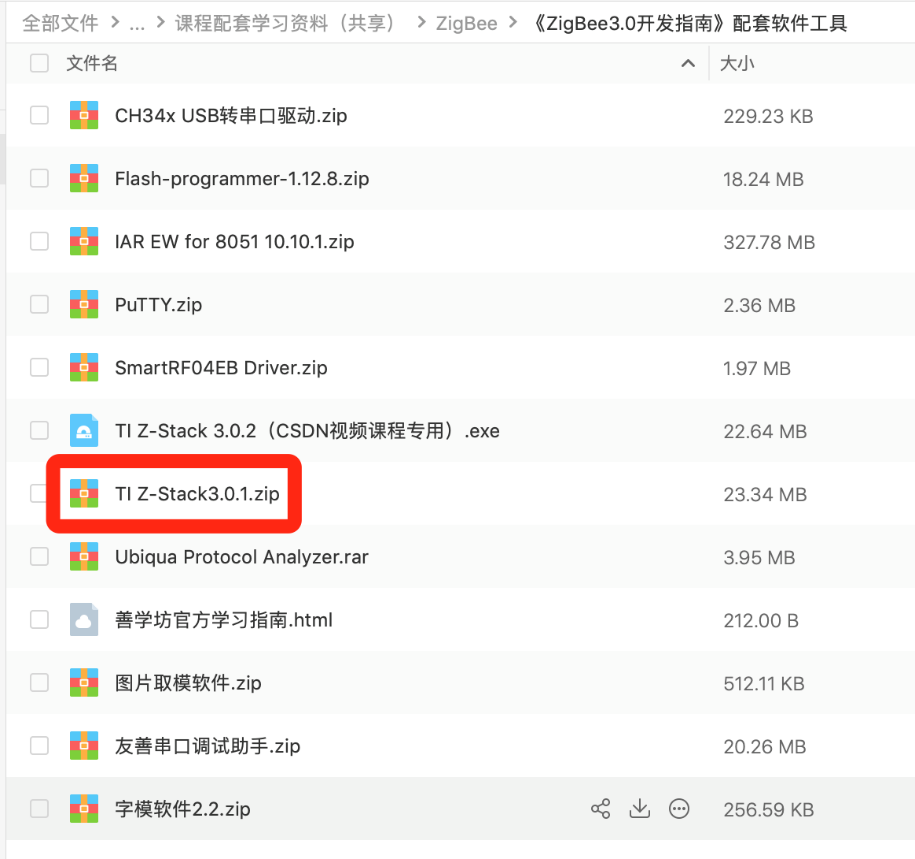 全部文件 > ... > 课程配套学习资料（共享） > ZigBee > 《ZigBee3.0开发指南》配套软件工具
文件名 大小
CH34x USB转串口驱动.zip 229.23 KB
Flash-programmer-1.12.8.zip 18.24 MB
IAR EW for 8051 10.10.1.zip 327.78 MB
PuTTY.zip 2.36 MB
SmartRF04EB Driver.zip 1.97 MB
TI Z-Stack 3.0.2（CSDN视频课程专用）.exe 22.64 MB
TI Z-Stack3.0.1.zip 23.34 MB
Ubiqua Protocol Analyzer.rar 3.95 MB
善学坊官方学习指南.html 212.00 B
图片取模软件.zip 512.11 KB
友善串口调试助手.zip 20.26 MB
字模软件2.2.zip 256.59 KB